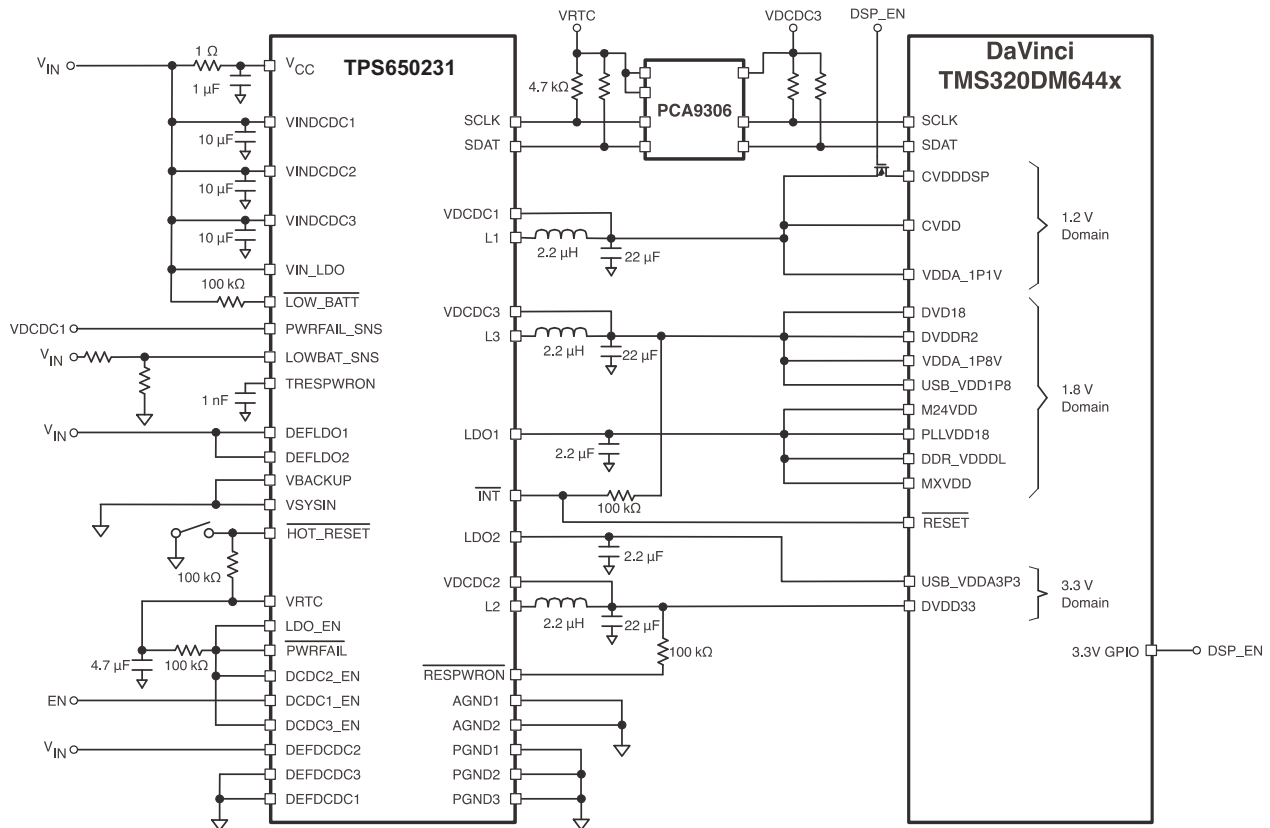 VRTC
VDCDC3
DSP_EN
VIN
1 Ω
1 µF
VCC
TPS650231
4.7 kΩ
PCA9306
DaVinci
TMS320DM644x
10 µF
VINDCDC1
SCLK
SDAT
SCLK
SDAT
10 µF
VINDCDC2
CVDDDSP
10 µF
VINDCDC3
VDCDC1
L1
2.2 µH
22 µF
CVDD
1.2 V
Domain
VIN_LDO
VDDA_1P1V
100 kΩ
LOW_BATT
VDCDC1
PWRFAIL_SNS
VDCDC3
L3
2.2 µH
22 µF
DVD18
DVDDR2
VIN
LOWBAT_SNS
VDDA_1P8V
TRESPWRON
1 nF
USB_VDD1P8
1.8 V
Domain
M24VDD
VIN
DEFLDO1
LDO1
2.2 µF
PLLVDD18
DEFLDO2
DDR_VDDDL
VBACKUP
MXVDD
VSYSIN
INT
100 kΩ
RESET
HOT_RESET
100 kΩ
LDO2
2.2 µF
USB_VDDA3P3
VRTC
VDCDC2
L2
2.2 µH
22 µF
DVDD33
3.3 V
Domain
LDO_EN
4.7 µF
100 kΩ
PWRFAIL
100 kΩ
3.3V GPIO
DSP_EN
DCDC2_EN
RESPWRON
EN
DCDC1_EN
AGND1
DCDC3_EN
AGND2
VIN
DEFDCDC2
PGND1
DEFDCDC3
PGND2
DEFDCDC1
PGND3